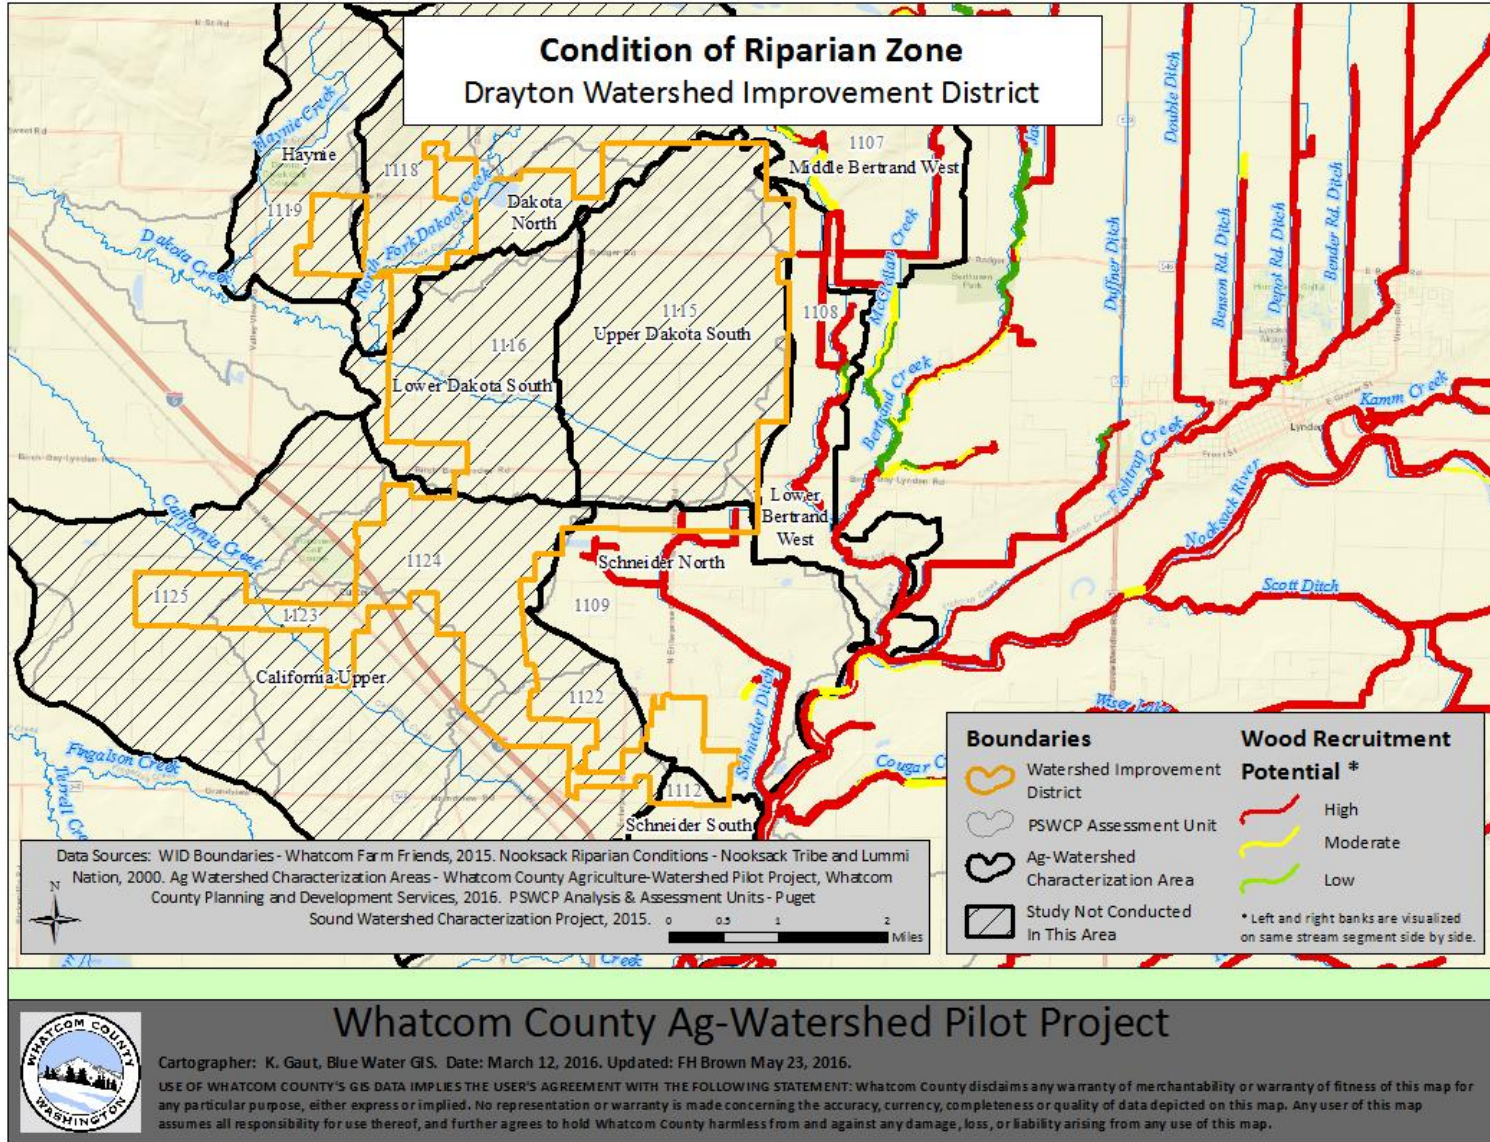 Condition of Riparian Zone
Drayton Watershed Improvement District
Haynie Creek
Haynie
1118
1119
Dakota Creek
North Fork Dakota Creek
Dakota
North
1107
Middle Bertrand West
McClellan Creek
1108
1115
Upper Dakota South
1116
Lower Dakota South
Bertrand Creek
Duffner Ditch
Double Ditch
Benson Rd. Ditch
Depot Rd. Ditch
Bender Rd. Ditch
Kamm Creek
Lynden
Fishtrap Creek
Nooksack River
Scott Ditch
Lower
Bertrand
West
California Creek
1124
Schneider North
1109
1125
1123
California Upper
1122
Schnieder Ditch
Wiser Lake
Cougar C
Fingalson Creek
Terrell Cre
1112
Schneider South
Creek
Boundaries
Watershed Improvement
District
PSWCP Assessment Unit
Ag-Watershed
Characterization Area
Study Not Conducted
In This Area
Wood Recruitment
Potential *
High
Moderate
Low
* Left and right banks are visualized
on same stream segment side by side.
Data Sources: WID Boundaries - Whatcom Farm Friends, 2015. Nooksack Riparian Conditions - Nooksack Tribe and Lummi
Nation, 2000. Ag Watershed Characterization Areas - Whatcom County Agriculture-Watershed Pilot Project, Whatcom
County Planning and Development Services, 2016. PSWCP Analysis & Assessment Units - Puget
Sound Watershed Characterization Project, 2015.
N
0 0.5 1 2
Miles
Whatcom County Ag-Watershed Pilot Project
WHATCOM COUNTY
WASHINGTON
Cartographer: K. Gaut, Blue Water GIS. Date: March 12, 2016. Updated: FH Brown May 23, 2016.
USE OF WHATCOM COUNTY'S GIS DATA IMPLIES THE USER'S AGREEMENT WITH THE FOLLOWING STATEMENT: Whatcom County disclaims any warranty of merchantability or warranty of fitness of this map for
any particular purpose, either express or implied. No representation or warranty is made concerning the accuracy, currency, completeness or quality of data depicted on this map. Any user of this map
assumes all responsibility for use thereof, and further agrees to hold Whatcom County harmless from and against any damage, loss, or liability arising from any use of this map.